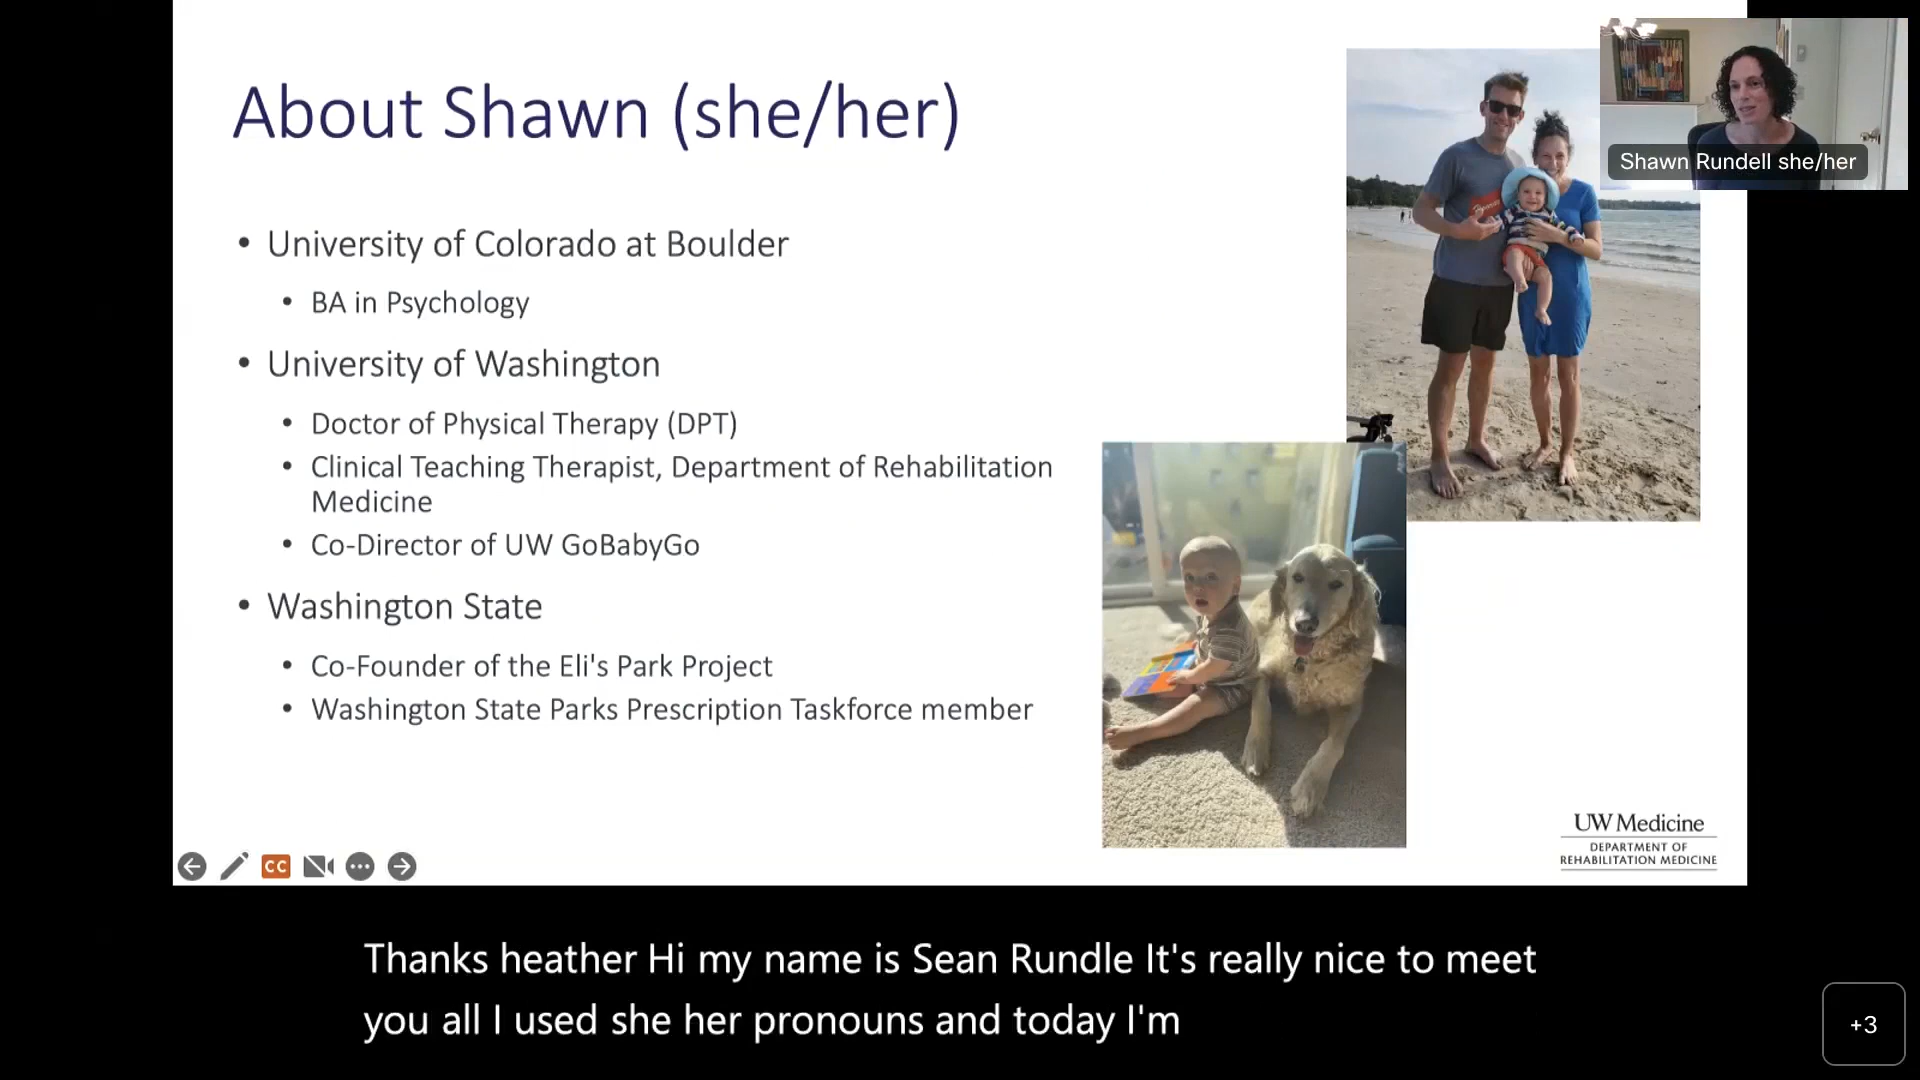 About Shawn (she/her)
Shawn Rundell she/her
• University of Colorado at Boulder
• BA in Psychology
• University of Washington
• Doctor of Physical Therapy (DPT)
• Clinical Teaching Therapist, Department of Rehabilitation
Medicine
• Co-Director of UW GoBabyGo
• Washington State
• Co-Founder of the Eli's Park Project
• Washington State Parks Prescription Taskforce member
UW Medicine
DEPARTMENT OF
REHABILITATION MEDICINE
CC
Thanks heather Hi my name is Sean Rundle It's really nice to meet
you all I used she her pronouns and today I'm
+3